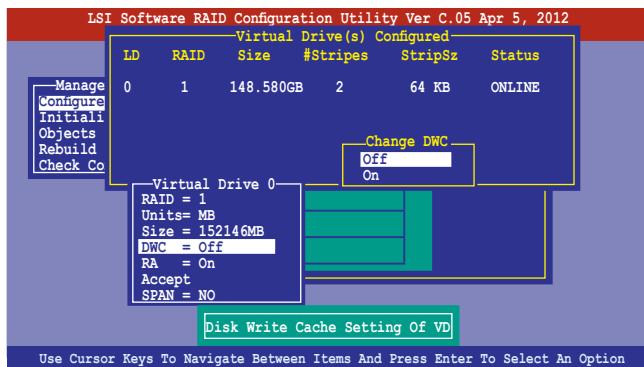 LSI Software RAID Configuration Utility Ver C.05 Apr 5, 2012
Virtual Drive(s) Configured
LD RAID Size #Stripes StripSz Status
0 1 148.580GB 2 64 KB ONLINE
Manage
Configure
Initiali
Objects
Rebuild
Check Co
Change DWC
Off
On
Virtual Drive 0
RAID = 1
Units= MB
Size = 152146MB
DWC = Off
RA = On
Accept
SPAN = NO
Disk Write Cache Setting Of VD
Use Cursor Keys To Navigate Between Items And Press Enter To Select An Option